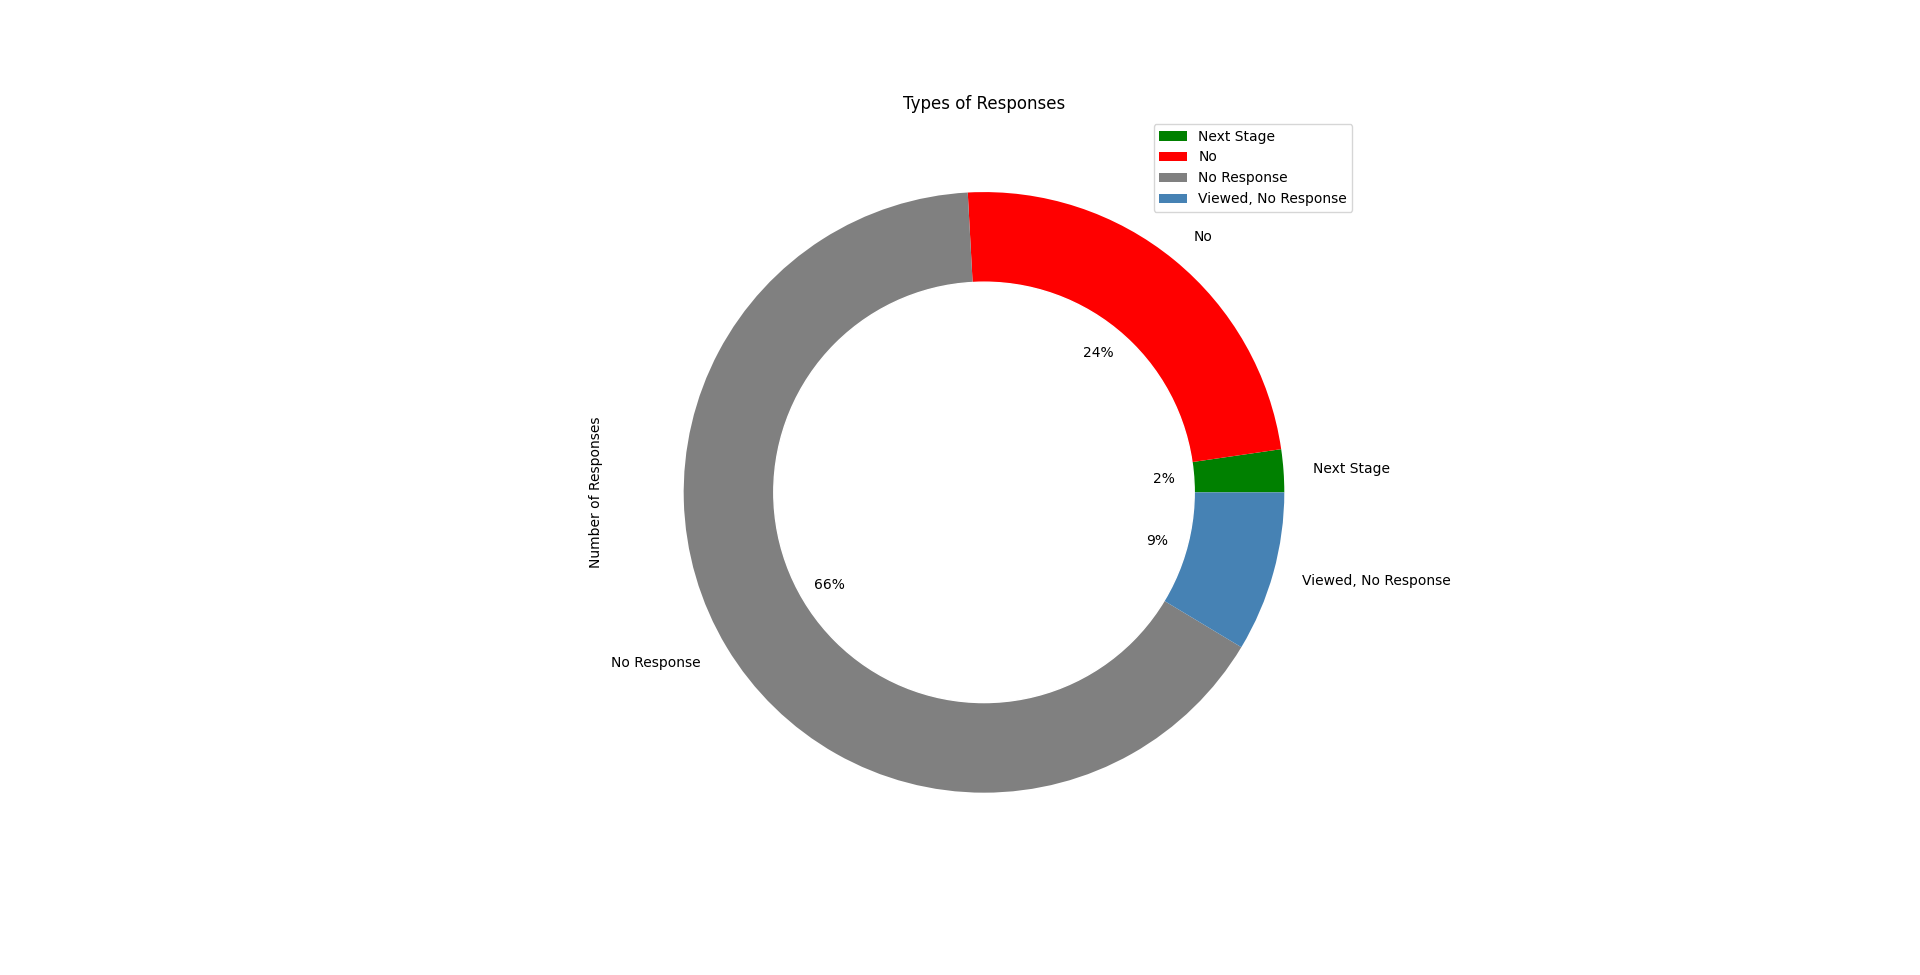 Types of Responses
Next Stage
No
No Response
Viewed, No Response
No
24%
Next Stage
2%
Number of Responses
9%
Viewed, No Response
66%
No Response